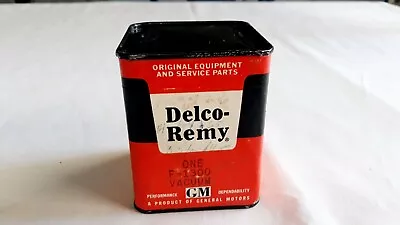 ORIGINAL EQUIPMENT
AND SERVICE PARTS
Delco-
Remy®
ONE
VACUUM
PERFORMANCE GM DEPENDABILITY
A PRODUCT OF GENERAL MOTORS